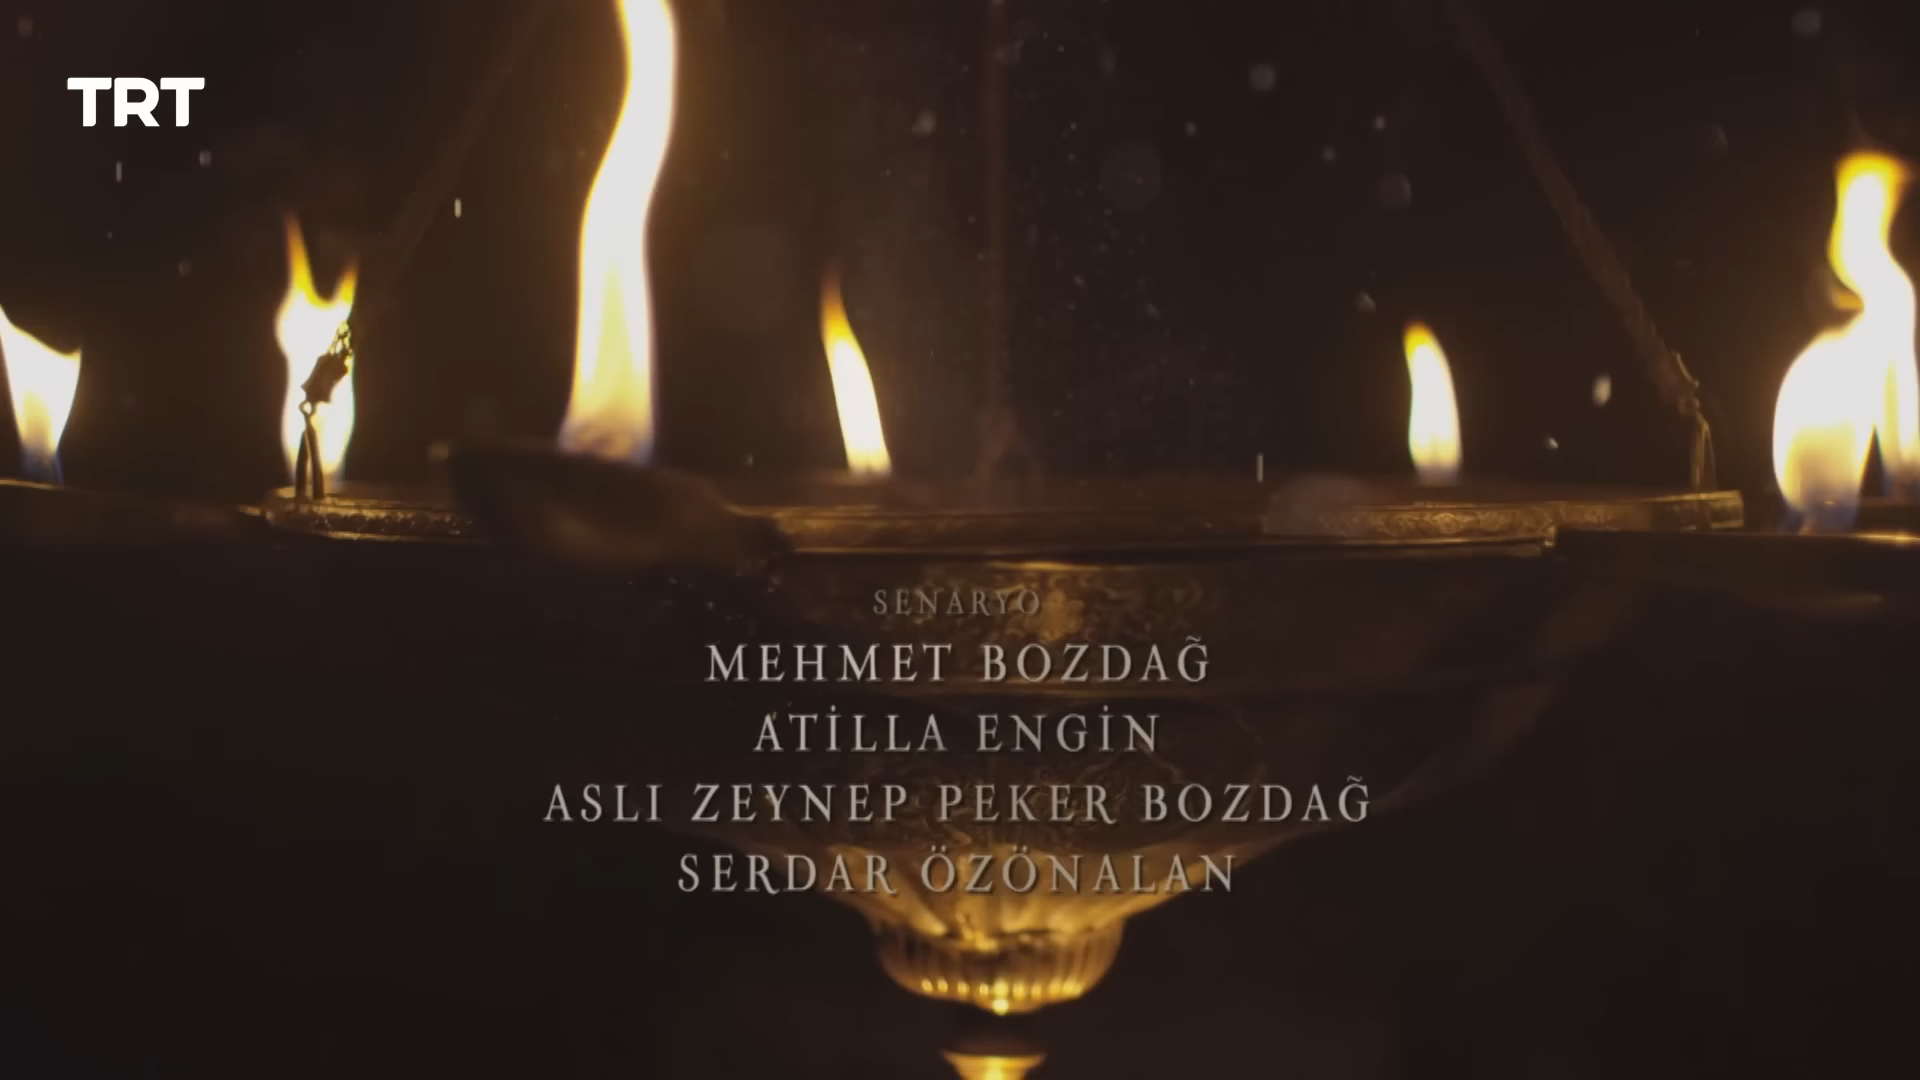 TRT
SENARYO
MEHMET BOZDAĞ
ATİLLA ENGİN
ASLI ZEYNEP PEKER BOZDAĞ
SERDAR ÖZÖNALAN